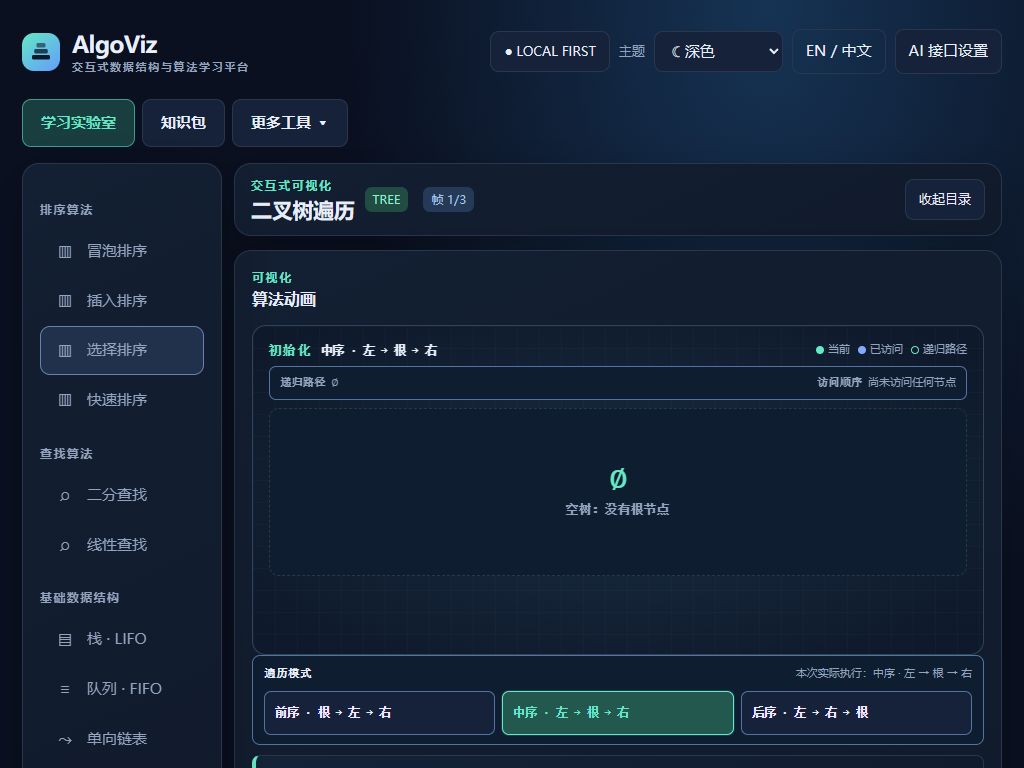 AlgoViz
交互式数据结构与算法学习平台
● LOCAL FIRST
主题
☾ 深色
EN / 中文
AI 接口设置
学习实验室
知识包
更多工具 ▾
排序算法
冒泡排序
插入排序
选择排序
快速排序
查找算法
二分查找
线性查找
基础数据结构
栈 · LIFO
队列 · FIFO
单向链表
交互式可视化
二叉树遍历
TREE
帧 1/3
收起目录
可视化
算法动画
初始化 中序 · 左 → 根 → 右
当前 已访问 递归路径
递归路径 ∅
访问顺序 尚未访问任何节点
∅
空树：没有根节点
遍历模式
本次实际执行：中序 · 左 → 根 → 右
前序 · 根 → 左 → 右
中序 · 左 → 根 → 右
后序 · 左 → 右 → 根